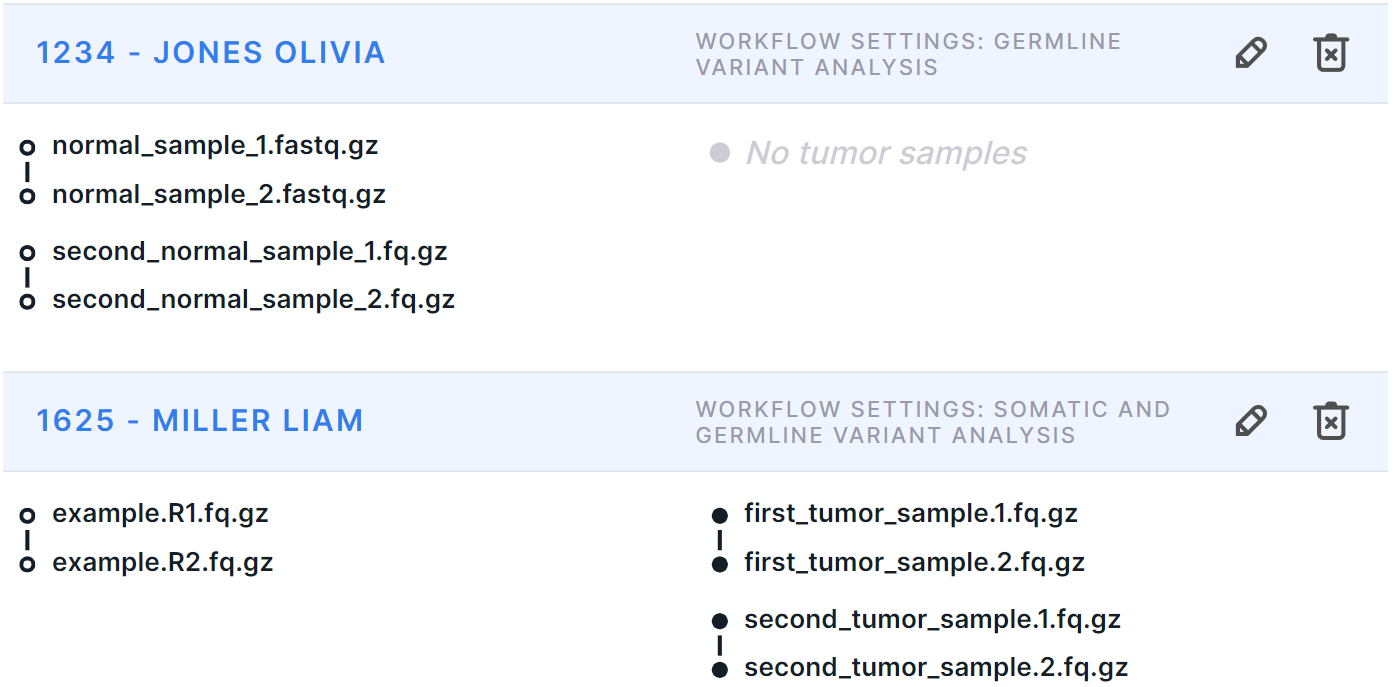 1234 - JONES OLIVIA
WORKFLOW SETTINGS: GERMLINE
VARIANT ANALYSIS
normal_sample_1.fastq.gz
normal_sample_2.fastq.gz
second_normal_sample_1.fq.gz
second_normal_sample_2.fq.gz
No tumor samples
1625 - MILLER LIAM
WORKFLOW SETTINGS: SOMATIC AND
GERMLINE VARIANT ANALYSIS
example.R1.fq.gz
example.R2.fq.gz
first_tumor_sample.1.fq.gz
first_tumor_sample.2.fq.gz
second_tumor_sample.1.fq.gz
second_tumor_sample.2.fq.gz